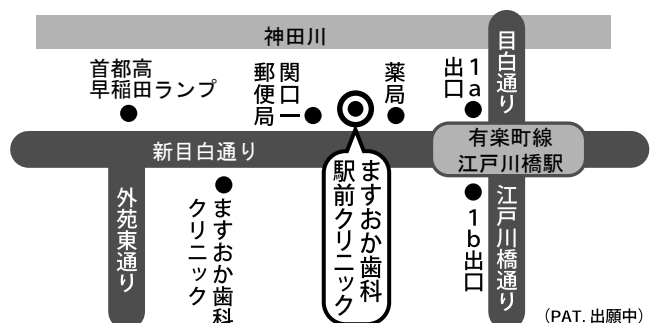 神田川
首都高
早稲田ランプ
関口一
郵便局
薬局
1a
出口
目白通り
新目白通り
有楽町線
江戸川橋駅
外苑東通り
ますおか歯科
クリニック
ますおか歯科
駅前クリニック
1b出口
江戸川橋通り
(PAT. 出願中)